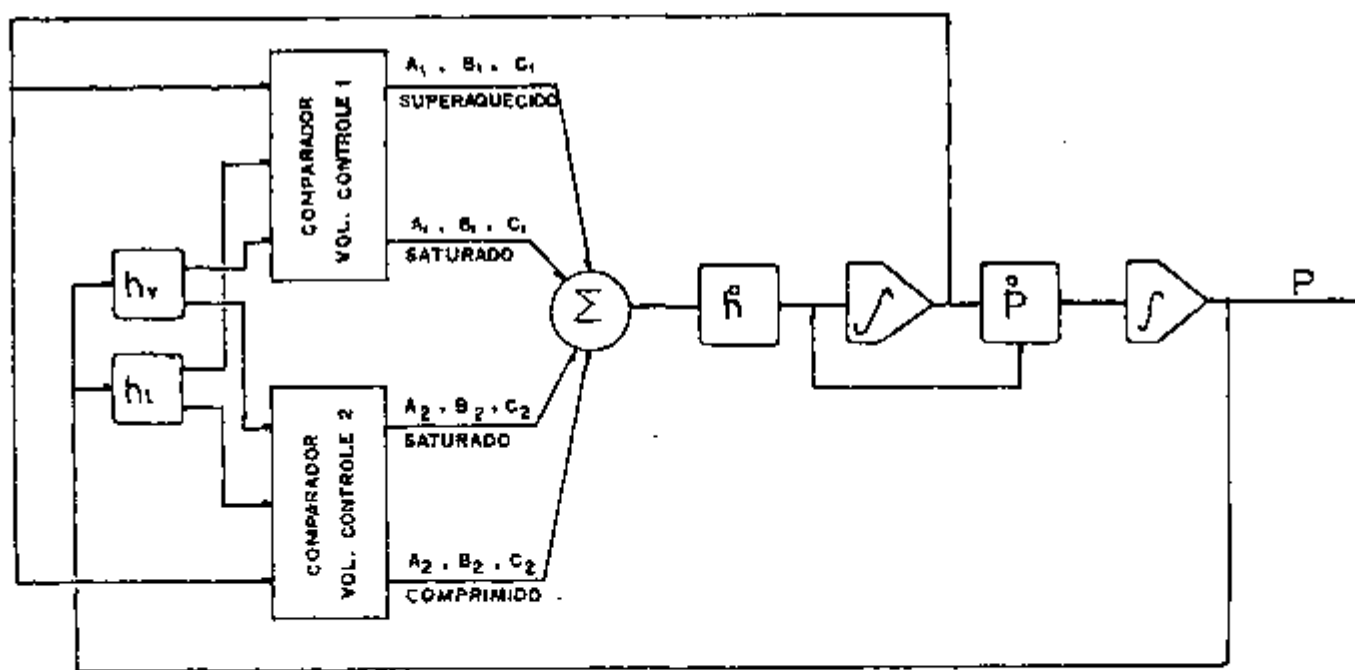 COMPARADOR
VOL. CONTROLE 1
A₁ , B₁ , C₁
SUPERAQUECIDO
A₁ , B₁ , C₁
SATURADO
hᵥ
hₗ
COMPARADOR
VOL. CONTROLE 2
A₂ , B₂ , C₂
SATURADO
A₂ , B₂ , C₂
COMPRIMIDO
Σ
h̊
∫
P̊
∫
P